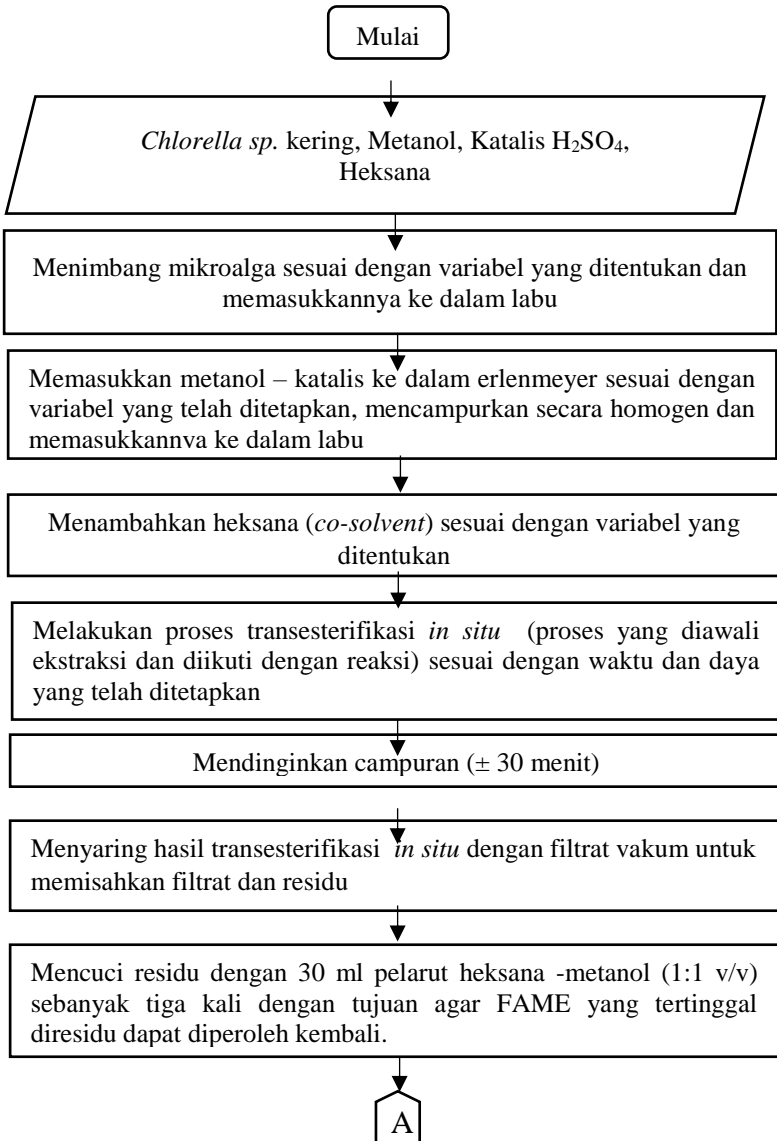 Mulai
Chlorella sp. kering, Metanol, Katalis H₂SO₄,
Heksana
Menimbang mikroalga sesuai dengan variabel yang ditentukan dan
memasukkannya ke dalam labu
Memasukkan metanol – katalis ke dalam erlenmeyer sesuai dengan
variabel yang telah ditetapkan, mencampurkan secara homogen dan
memasukkannya ke dalam labu
Menambahkan heksana (co-solvent) sesuai dengan variabel yang
ditentukan
Melakukan proses transesterifikasi in situ (proses yang diawali
ekstraksi dan diikuti dengan reaksi) sesuai dengan waktu dan daya
yang telah ditetapkan
Mendinginkan campuran (± 30 menit)
Menyaring hasil transesterifikasi in situ dengan filtrat vakum untuk
memisahkan filtrat dan residu
Mencuci residu dengan 30 ml pelarut heksana -metanol (1:1 v/v)
sebanyak tiga kali dengan tujuan agar FAME yang tertinggal
diresidu dapat diperoleh kembali.
A